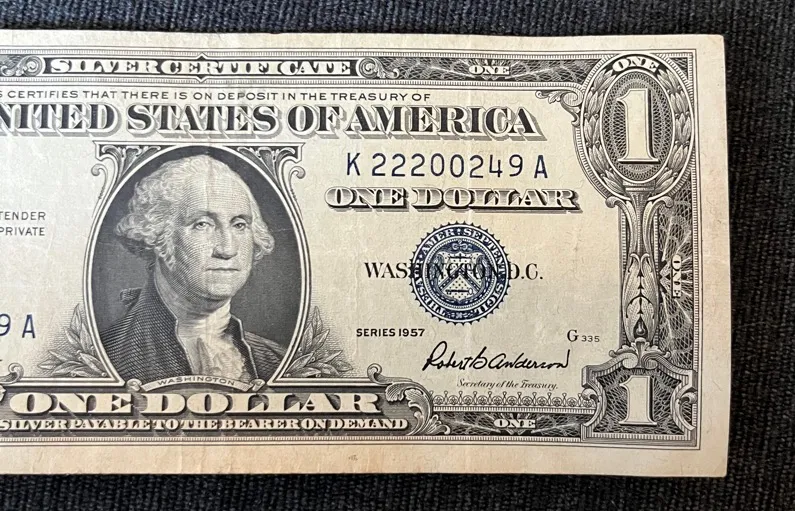 SILVER CERTIFICATE
ONE
ONE
S CERTIFIES THAT THERE IS ON DEPOSIT IN THE TREASURY OF
NITED STATES OF AMERICA
1
K 22200249 A
ONE DOLLAR
TENDER
PRIVATE
WASHINGTON, D.C.
ONE
9 A
SERIES 1957
G 335
Robert B Anderson
Secretary of the Treasury.
WASHINGTON
ONE DOLLAR
1
SILVER PAYABLE TO THE BEARER ON DEMAND
ONE